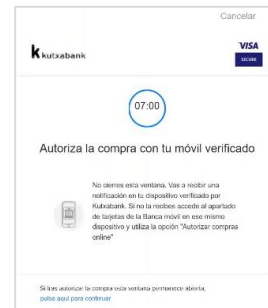 Cancelar
kutxabank
VISA
SECURE
07:00
Autoriza la compra con tu móvil verificado
No cierres esta ventana. Vas a recibir una
notificación en tu dispositivo verificado por
Kutxabank. Si no la recibes accede al apartado
de tarjetas de la Banca móvil en ese mismo
dispositivo y utiliza la opción "Autorizar compras
online"
Si tras autorizar la compra esta ventana permanece abierta,
pulsa aquí para continuar